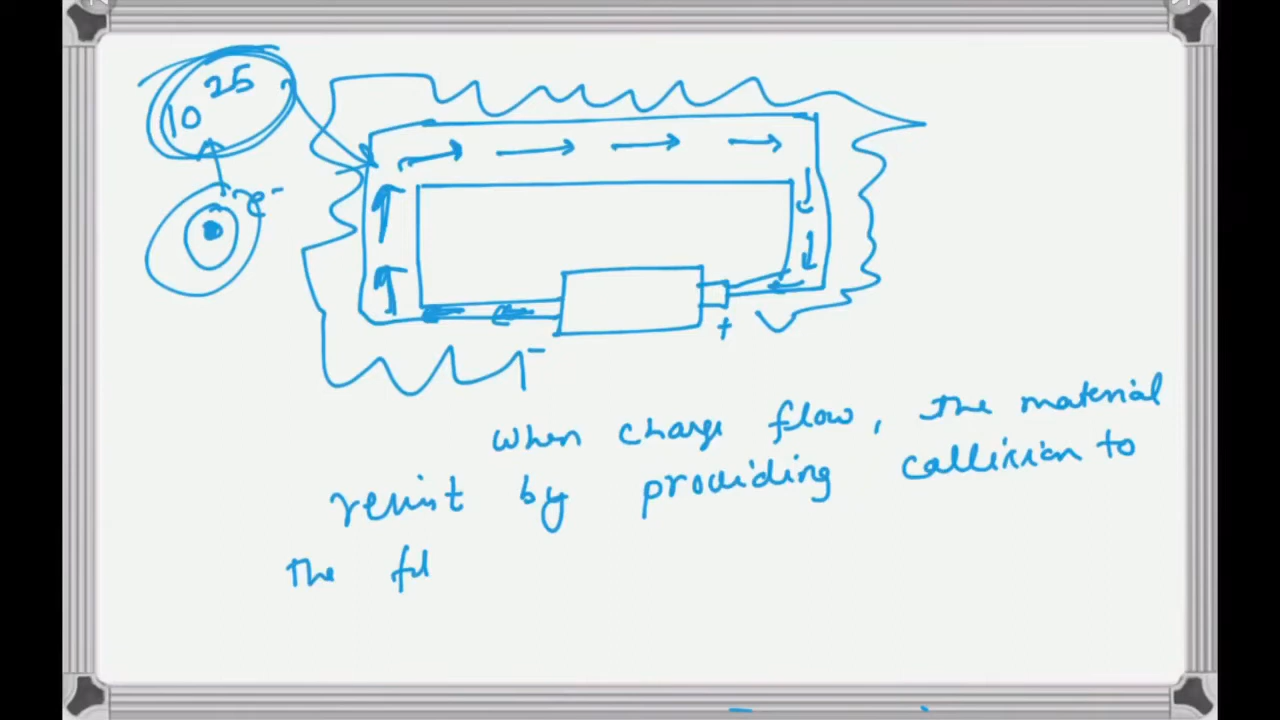 10^25
e-
-
+
when charge flow, the material
resist by providing collision to
the